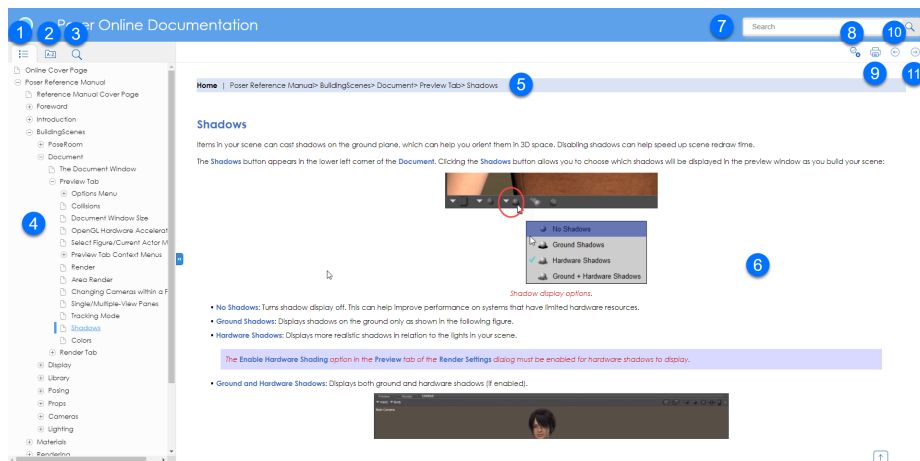 Poser Online Documentation
1
2
3
7
Search
8
10
A-Z
9
11
Online Cover Page
Poser Reference Manual
Reference Manual Cover Page
Foreword
Introduction
BuildingScenes
PoseRoom
Document
The Document Window
Preview Tab
Options Menu
Collisions
Document Window Size
OpenGL Hardware Accelerat
Select Figure/Current Actor M
Preview Tab Context Menus
Render
Area Render
Changing Cameras within a F
Single/Multiple-View Panes
Tracking Mode
Shadows
Colors
Render Tab
Display
Library
Posing
Props
Cameras
Lighting
Materials
Rendering
4
Home | Poser Reference Manual> BuildingScenes> Document> Preview Tab> Shadows
5
Shadows
Items in your scene can cast shadows on the ground plane, which can help you orient them in 3D space. Disabling shadows can help speed up scene redraw time.
The Shadows button appears in the lower left corner of the Document. Clicking the Shadows button allows you to choose which shadows will be displayed in the preview window as you build your scene:
No Shadows
Ground Shadows
Hardware Shadows
Ground + Hardware Shadows
6
Shadow display options.
• No Shadows: Turns shadow display off. This can help improve performance on systems that have limited hardware resources.
• Ground Shadows: Displays shadows on the ground only as shown in the following figure.
• Hardware Shadows: Displays more realistic shadows in relation to the lights in your scene.
The Enable Hardware Shading option in the Preview tab of the Render Settings dialog must be enabled for hardware shadows to display.
• Ground and Hardware Shadows: Displays both ground and hardware shadows (if enabled).
Main Camera